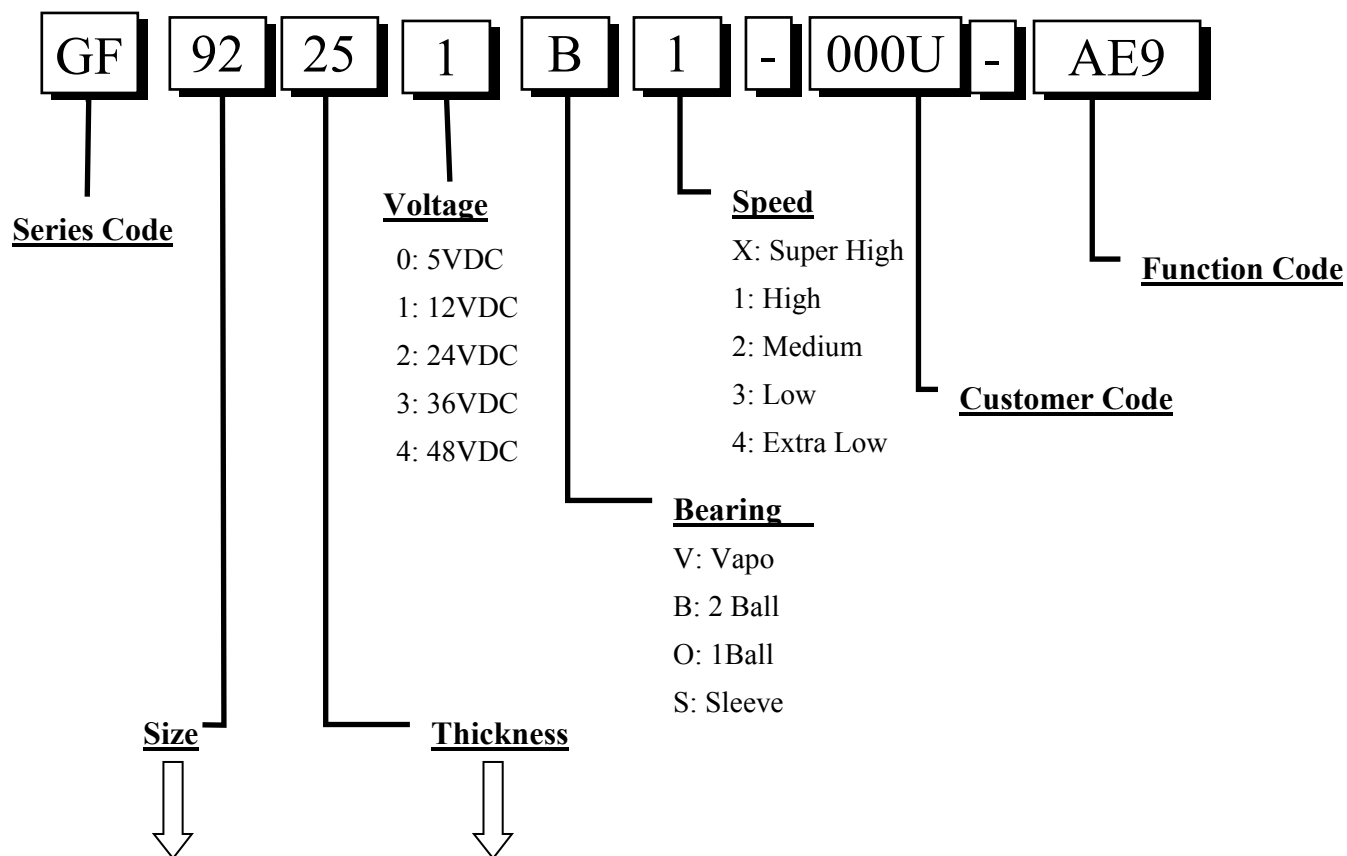 GF 92 25 1 B 1 - 000U - AE9
Series Code
Voltage
0: 5VDC
1: 12VDC
2: 24VDC
3: 36VDC
4: 48VDC
Speed
X: Super High
1: High
2: Medium
3: Low
4: Extra Low
Function Code
Customer Code
Bearing
V: Vapo
B: 2 Ball
O: 1Ball
S: Sleeve
Size
Thickness